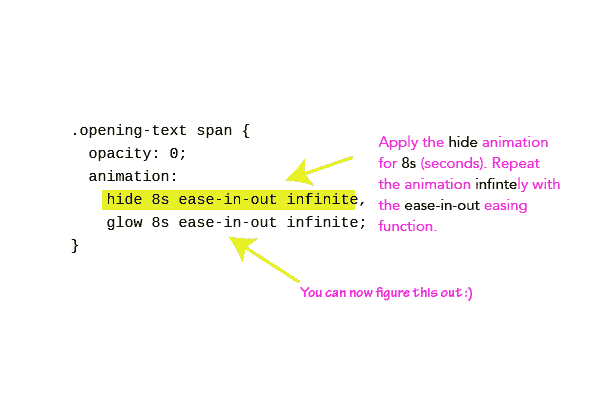 .opening-text span {
opacity: 0;
animation:
hide 8s ease-in-out infinite,
glow 8s ease-in-out infinite;
}
Apply the hide animation
for 8s (seconds). Repeat
the animation infintely with
the ease-in-out easing
function.
You can now figure this out :)